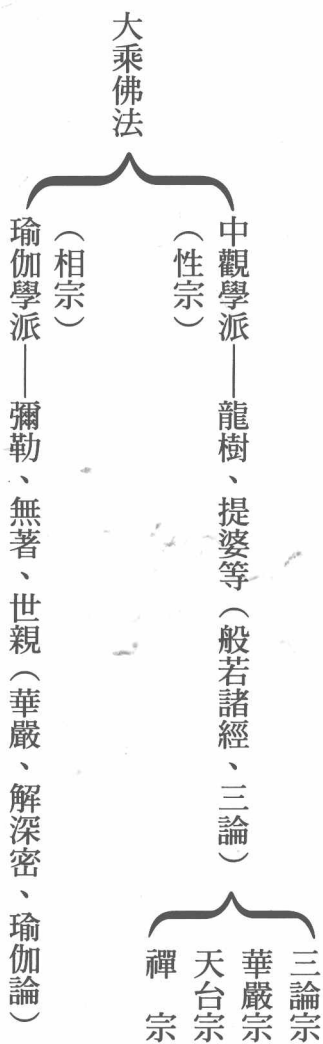 大乘佛法
中觀學派——龍樹、提婆等（般若諸經、三論）
（性宗）
三論宗
華嚴宗
天台宗
禪　宗
（相宗）
瑜伽學派——彌勒、無著、世親（華嚴、解深密、瑜伽論）